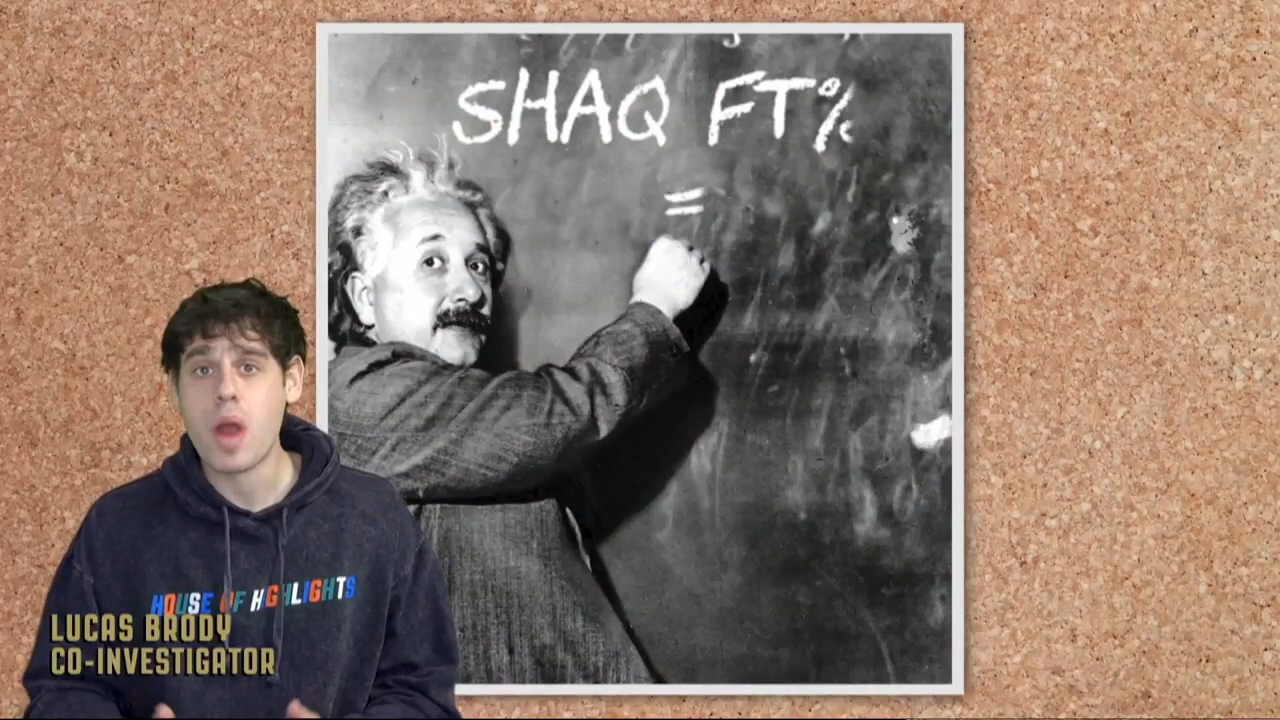 SHAQ FT%
=
HOUSE OF HIGHLIGHTS
LUCAS BRODY
CO-INVESTIGATOR